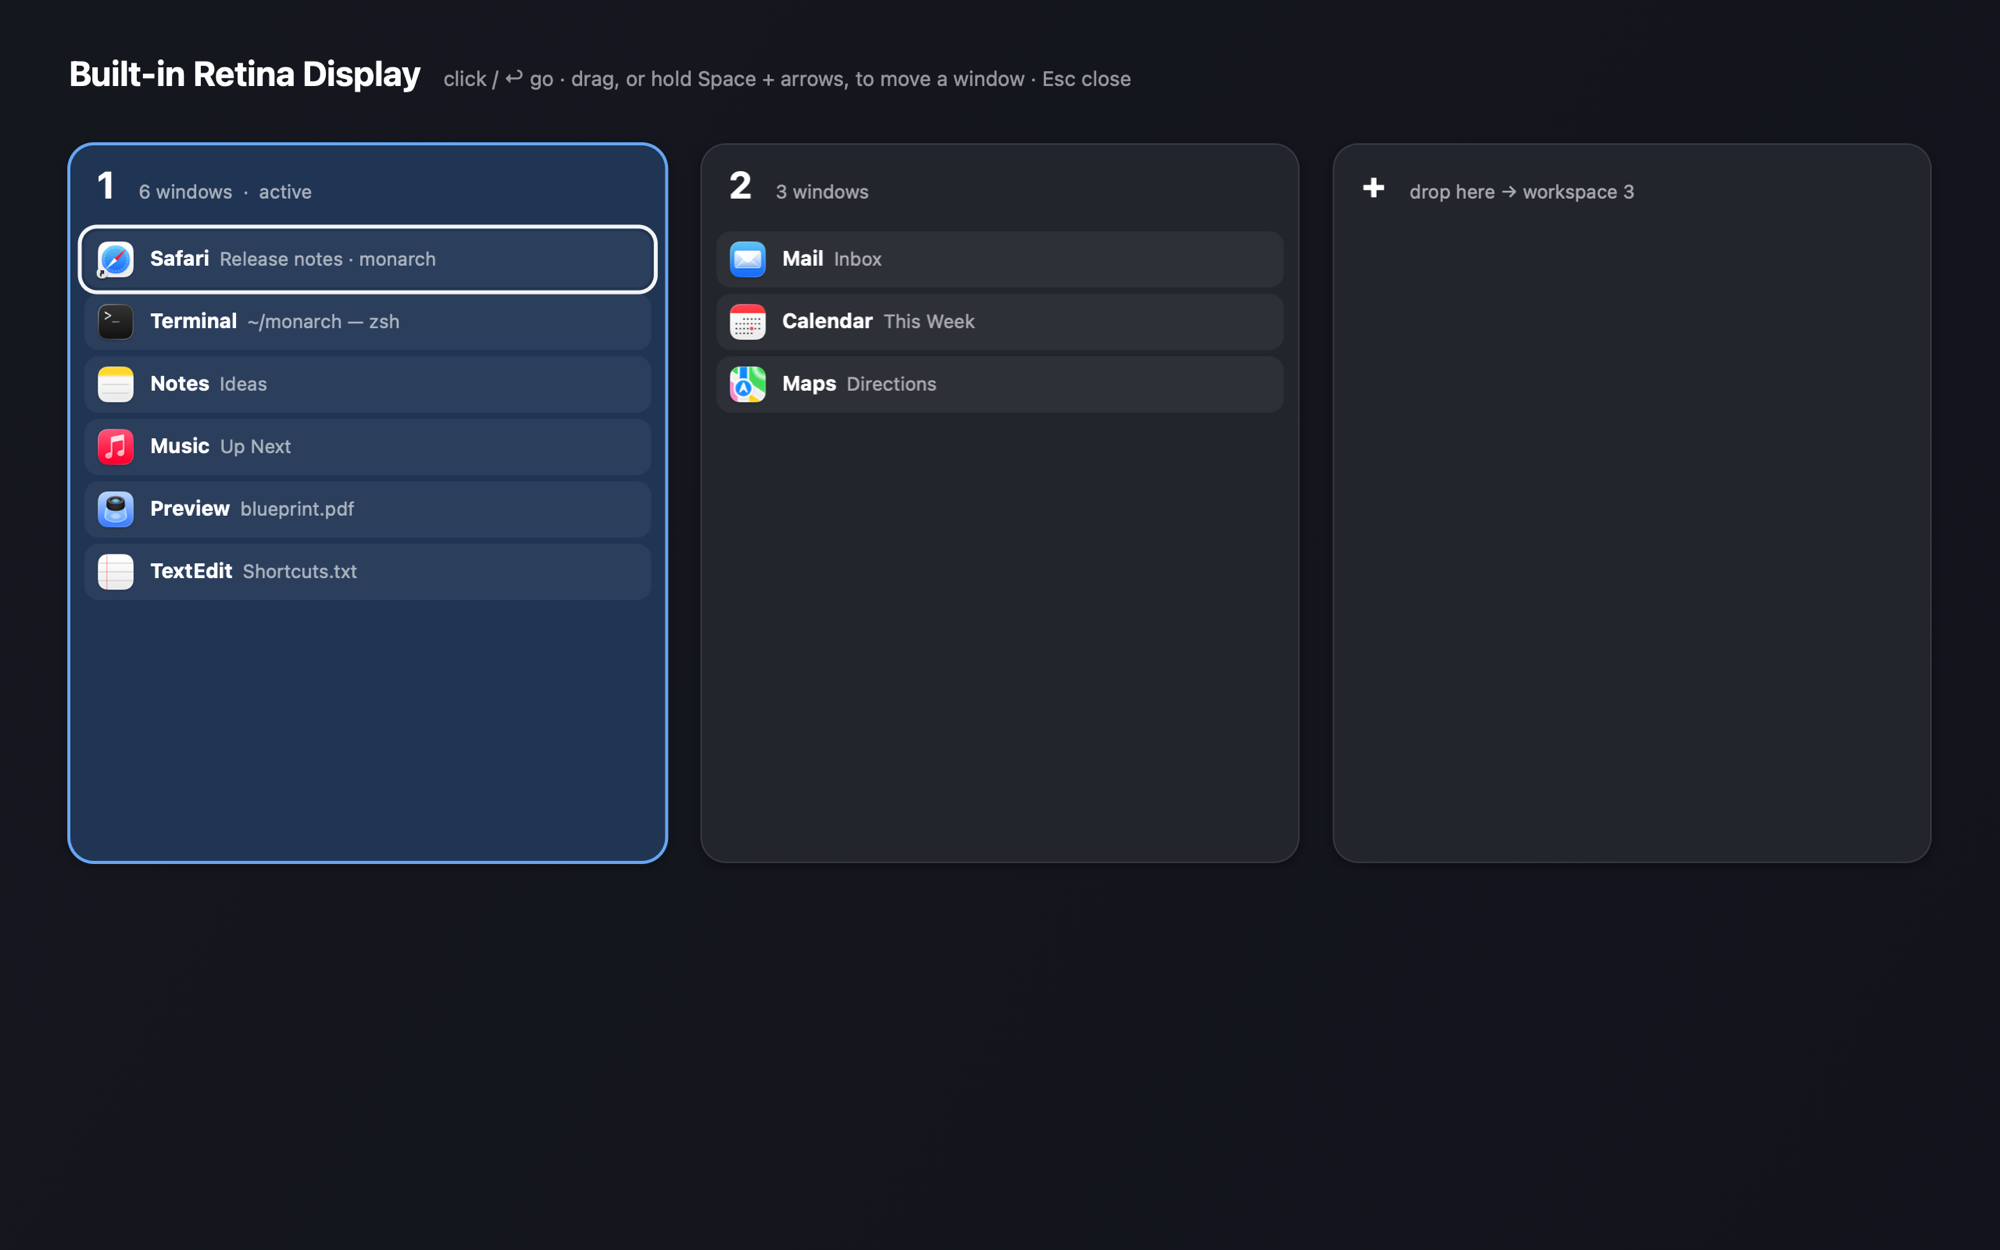 Built-in Retina Display click / ↩ go · drag, or hold Space + arrows, to move a window · Esc close
1 6 windows · active
Safari Release notes · monarch
Terminal ~/monarch — zsh
Notes Ideas
Music Up Next
Preview blueprint.pdf
TextEdit Shortcuts.txt
2 3 windows
Mail Inbox
Calendar This Week
Maps Directions
+ drop here → workspace 3